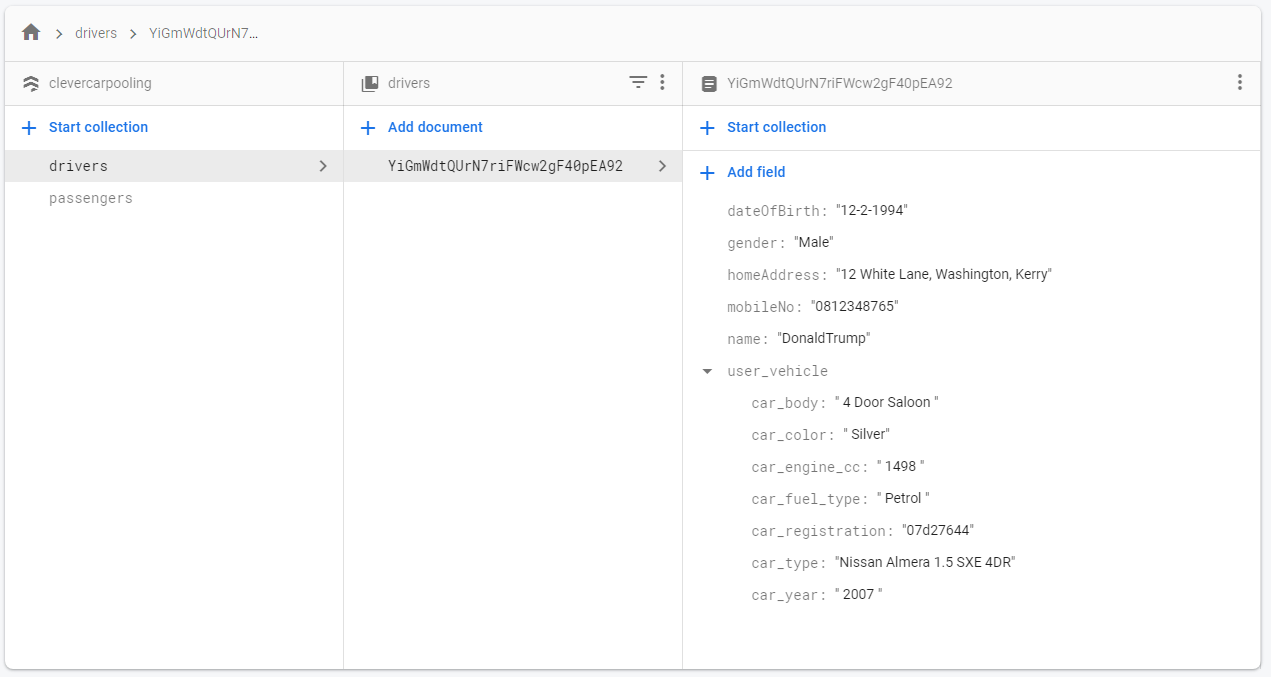 drivers YiGmWdtQUrN7...
clevercarpooling
Start collection
drivers
passengers
drivers
Add document
YiGmWdtQUrN7riFWcw2gF40pEA92
YiGmWdtQUrN7riFWcw2gF40pEA92
Start collection
Add field
dateOfBirth: "12-2-1994"
gender: "Male"
homeAddress: "12 White Lane, Washington, Kerry"
mobileNo: "0812348765"
name: "DonaldTrump"
user_vehicle
car_body: " 4 Door Saloon "
car_color: " Silver"
car_engine_cc: " 1498 "
car_fuel_type: " Petrol "
car_registration: "07d27644"
car_type: "Nissan Almera 1.5 SXE 4DR"
car_year: " 2007 "